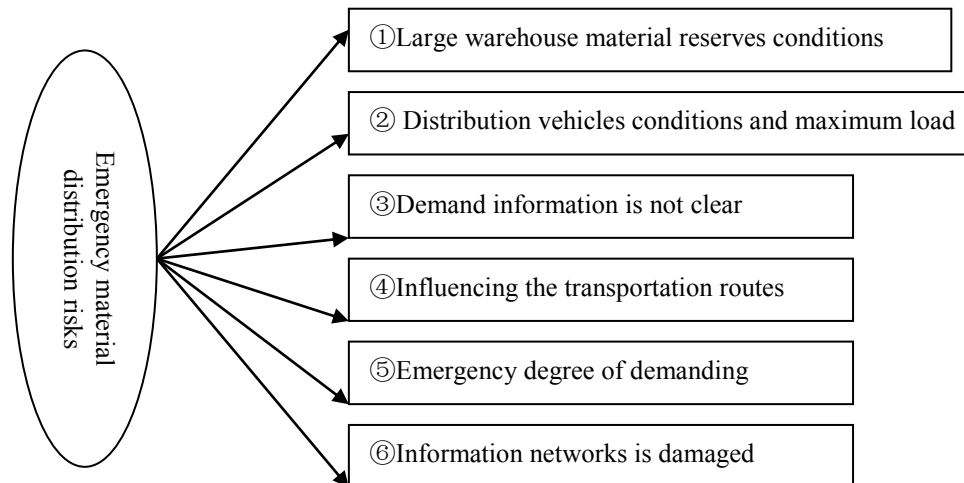 Emergency material
distribution risks
①Large warehouse material reserves conditions
② Distribution vehicles conditions and maximum load
③Demand information is not clear
④Influencing the transportation routes
⑤Emergency degree of demanding
⑥Information networks is damaged